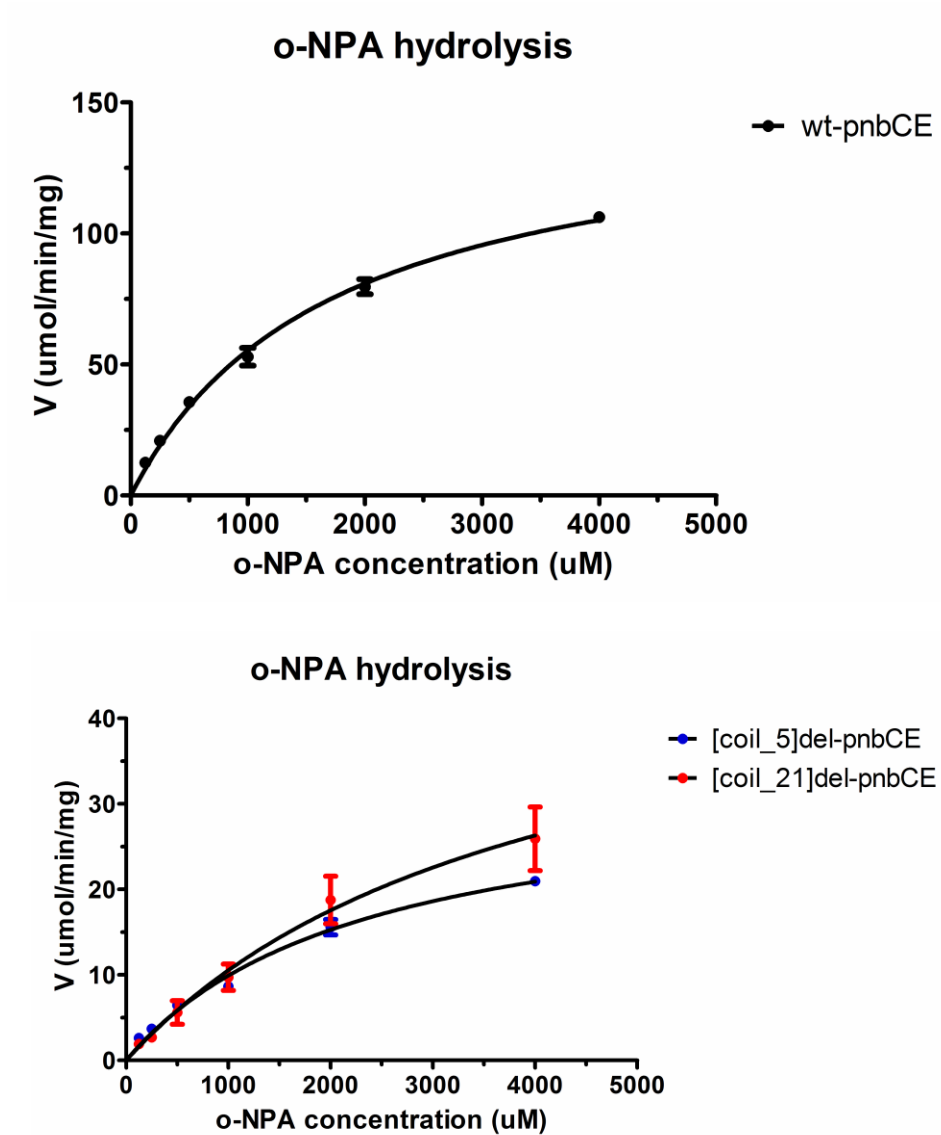 o-NPA hydrolysis
150
100
50
0
V (umol/min/mg)
wt-pnbCE
0 1000 2000 3000 4000 5000
o-NPA concentration (uM)
o-NPA hydrolysis
40
30
20
10
0
V (umol/min/mg)
[coil_5]del-pnbCE
[coil_21]del-pnbCE
0 1000 2000 3000 4000 5000
o-NPA concentration (uM)